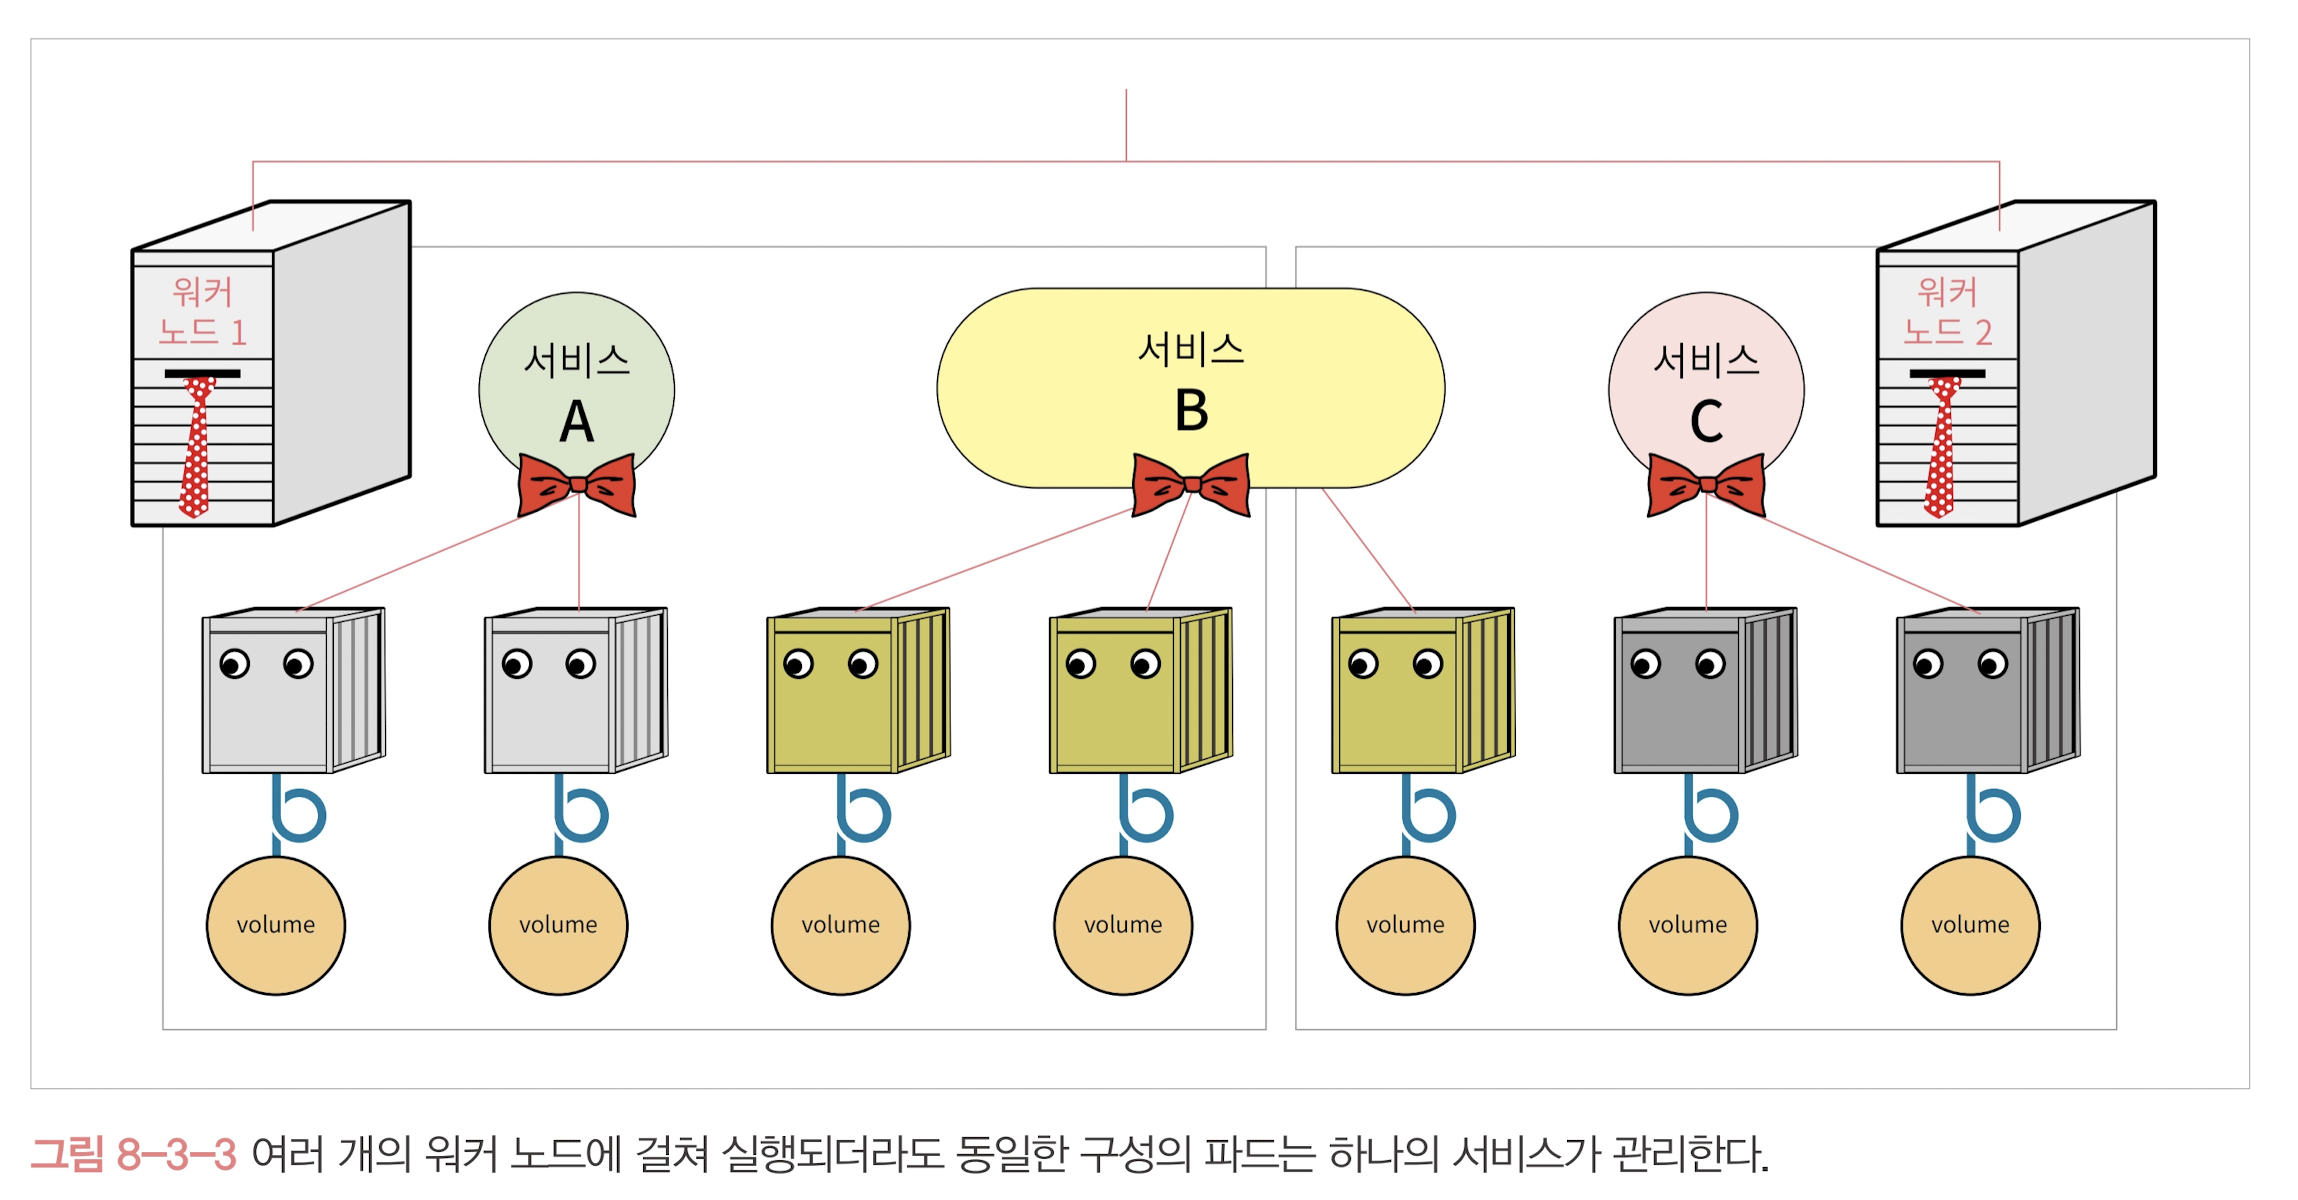 워커
노드 1
서비스
A
서비스
B
서비스
C
워커
노드 2
volume
volume
volume
volume
volume
volume
volume
그림 8-3-3 여러 개의 워커 노드에 걸쳐 실행되더라도 동일한 구성의 파드는 하나의 서비스가 관리한다.